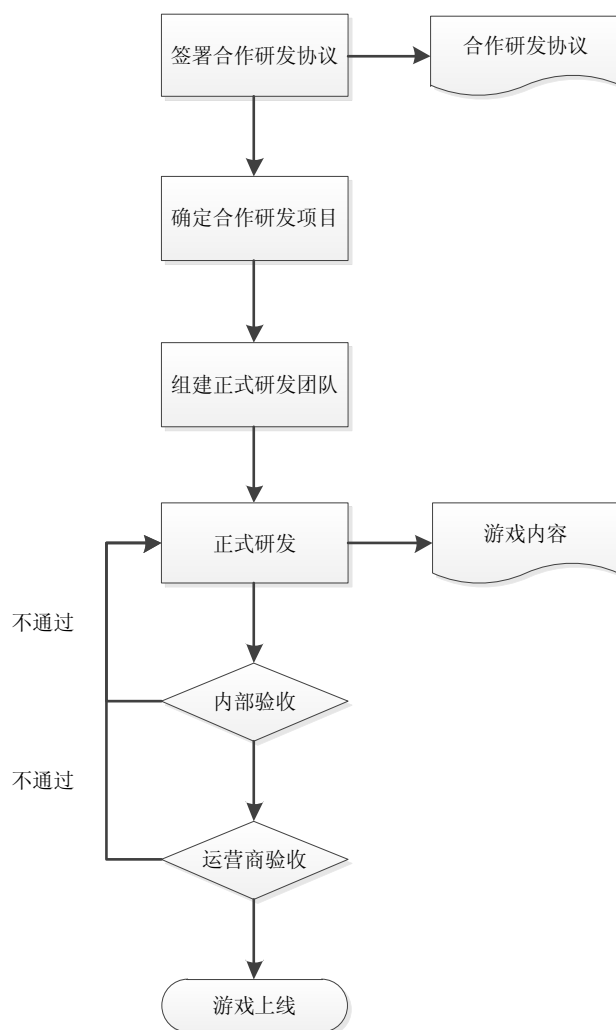 签署合作研发协议
合作研发协议
确定合作研发项目
组建正式研发团队
正式研发
游戏内容
不通过
内部验收
不通过
运营商验收
游戏上线